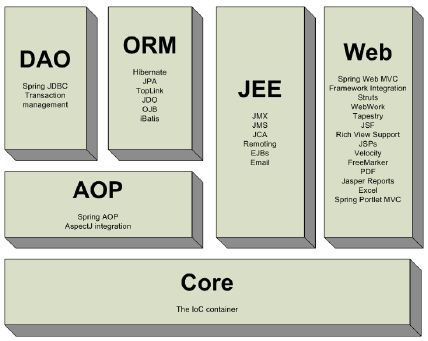 DAO
Spring JDBC
Transaction
management
ORM
Hibernate
JPA
TopLink
JDO
OJB
iBatis
JEE
JMX
JMS
JCA
Remoting
EJBs
Email
Web
Spring Web MVC
Framework Integration
Struts
WebWork
Tapestry
JSF
Rich View Support
JSPs
Velocity
FreeMarker
PDF
Jasper Reports
Excel
Spring Portlet MVC
AOP
Spring AOP
AspectJ integration
Core
The IoC container